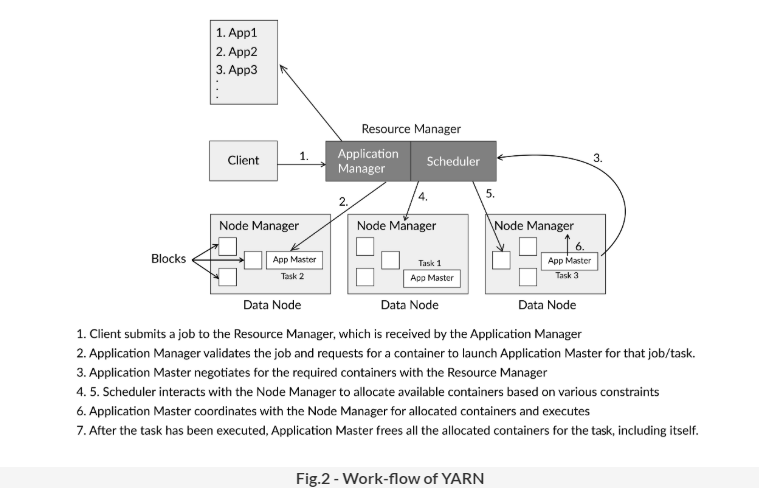 1. App1
2. App2
3. App3
Resource Manager
Client
1.
Application
Manager
Scheduler
3.
2.
4.
5.
Node Manager
Node Manager
Node Manager
Blocks
App Master
Task 2
Task 1
App Master
6.
App Master
Task 3
Data Node
Data Node
Data Node
1. Client submits a job to the Resource Manager, which is received by the Application Manager
2. Application Manager validates the job and requests for a container to launch Application Master for that job/task.
3. Application Master negotiates for the required containers with the Resource Manager
4. 5. Scheduler interacts with the Node Manager to allocate available containers based on various constraints
6. Application Master coordinates with the Node Manager for allocated containers and executes
7. After the task has been executed, Application Master frees all the allocated containers for the task, including itself.
Fig.2 - Work-flow of YARN